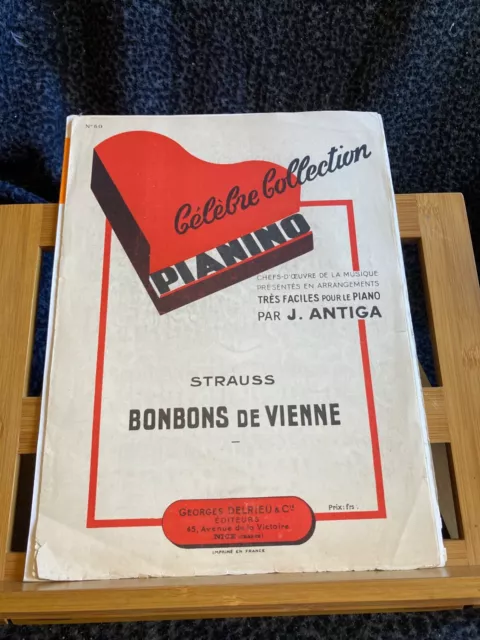 Célèbre Collection
PIANINO
CHEFS-D'ŒUVRE DE LA MUSIQUE
PRÉSENTÉS EN ARRANGEMENTS
TRÈS FACILES POUR LE PIANO
PAR J. ANTIGA
STRAUSS
BONBONS DE VIENNE
GEORGES DELRIEU & Cie
ÉDITEURS
45, Avenue de la Victoire
NICE
Prix: frs :
IMPRIMÉ EN FRANCE